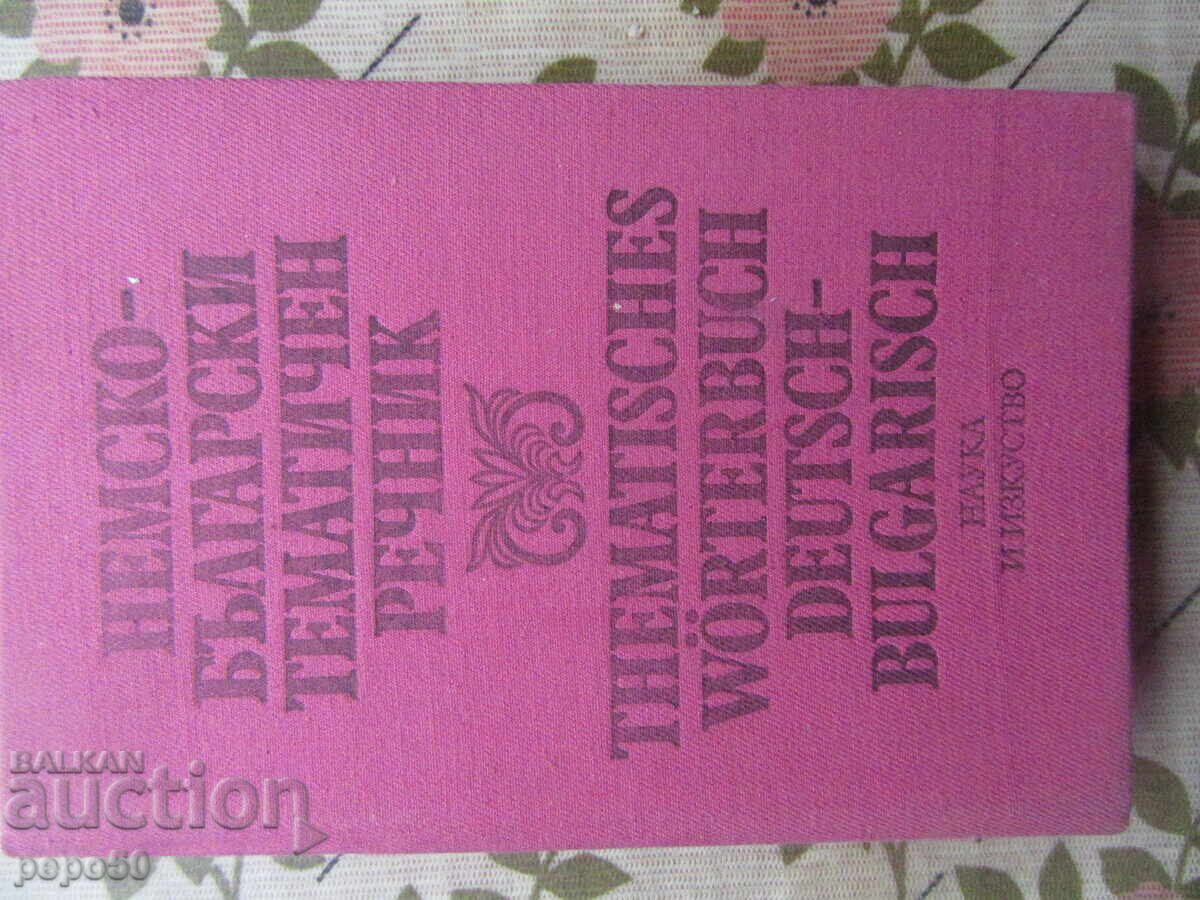 НЕМСКО-
БЪЛГАРСКИ
ТЕМАТИЧЕН
РЕЧНИК
THEMATISCHES
WÖRTERBUCH
DEUTSCH-
BULGARISCH
НАУКА
И ИЗКУСТВО
BALKAN
auction
pepo50